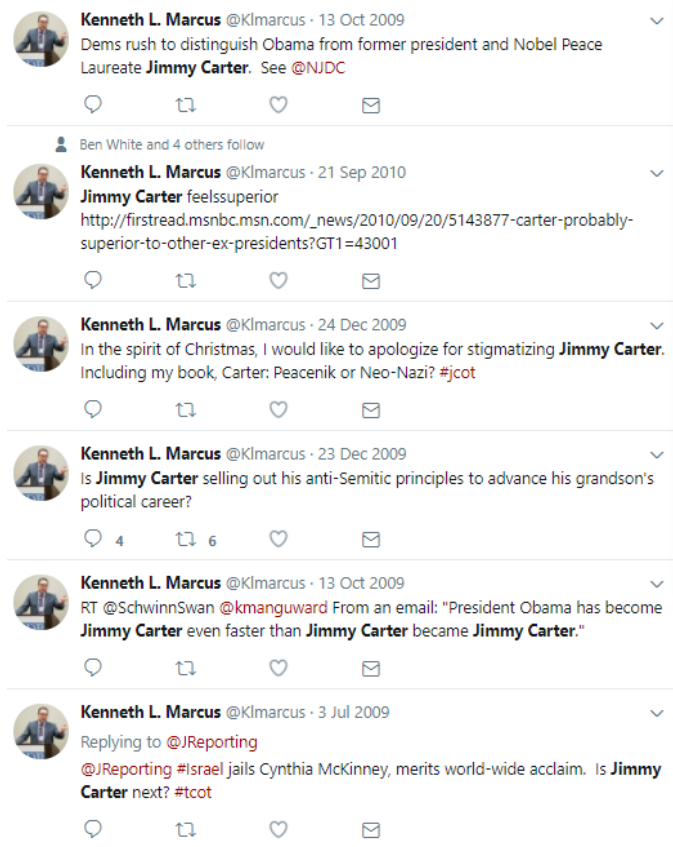 Kenneth L. Marcus @Klmarcus · 13 Oct 2009
Dems rush to distinguish Obama from former president and Nobel Peace
Laureate Jimmy Carter. See @NJDC
Ben White and 4 others follow
Kenneth L. Marcus @Klmarcus · 21 Sep 2010
Jimmy Carter feelssuperior
http://firstread.msnbc.msn.com/_news/2010/09/20/5143877-carter-probably-
superior-to-other-ex-presidents?GT1=43001
Kenneth L. Marcus @Klmarcus · 24 Dec 2009
In the spirit of Christmas, I would like to apologize for stigmatizing Jimmy Carter.
Including my book, Carter: Peacenik or Neo-Nazi? #jcot
Kenneth L. Marcus @Klmarcus · 23 Dec 2009
Is Jimmy Carter selling out his anti-Semitic principles to advance his grandson's
political career?
4 6
Kenneth L. Marcus @Klmarcus · 13 Oct 2009
RT @SchwinnSwan @kmanguward From an email: "President Obama has become
Jimmy Carter even faster than Jimmy Carter became Jimmy Carter."
Kenneth L. Marcus @Klmarcus · 3 Jul 2009
Replying to @JReporting
@JReporting #Israel jails Cynthia McKinney, merits world-wide acclaim. Is Jimmy
Carter next? #tcot